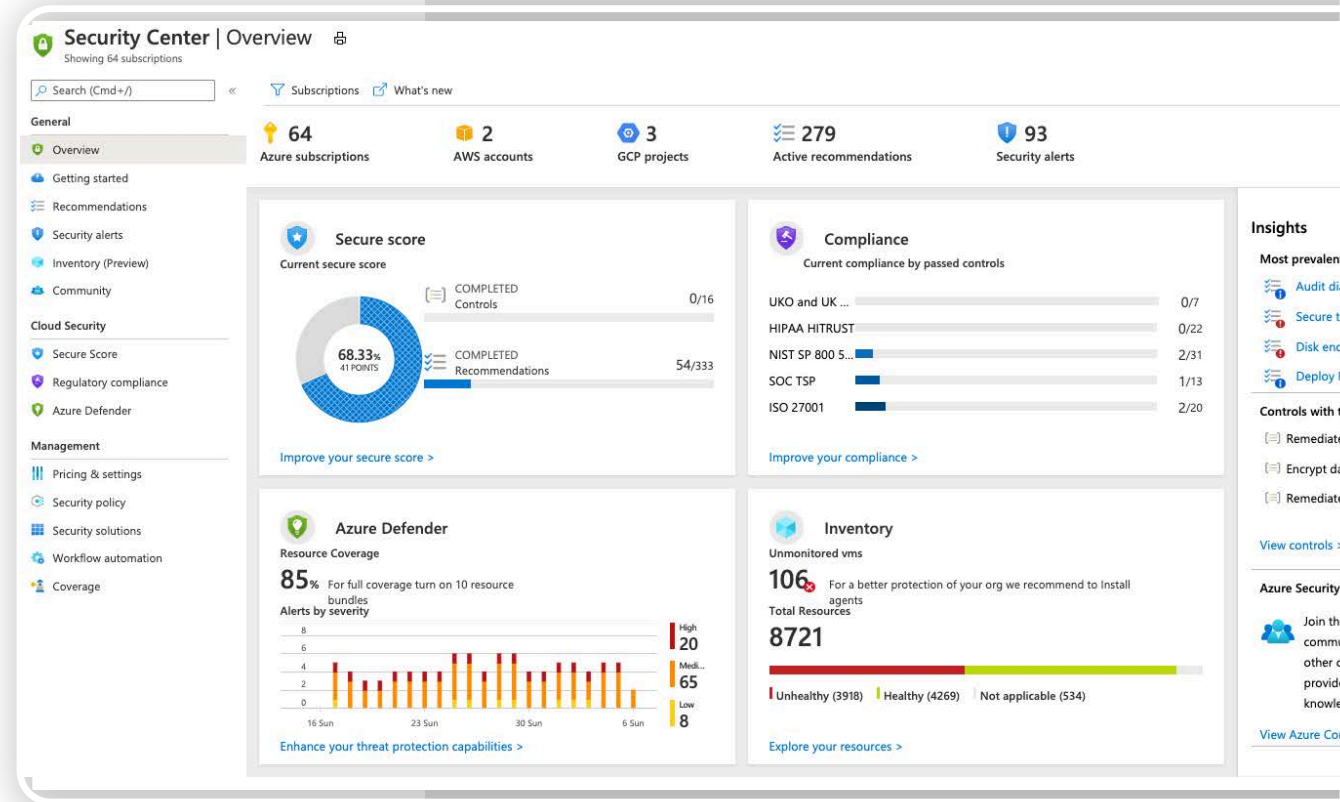 Security Center | Overview
Showing 64 subscriptions
Search (Cmd+/)
«
Subscriptions
What's new
General
Overview
Getting started
Recommendations
Security alerts
Inventory (Preview)
Community
Cloud Security
Secure Score
Regulatory compliance
Azure Defender
Management
Pricing & settings
Security policy
Security solutions
Workflow automation
Coverage
64
Azure subscriptions
2
AWS accounts
3
GCP projects
279
Active recommendations
93
Security alerts
Secure score
Current secure score
68.33%
41 POINTS
COMPLETED
Controls
0/16
COMPLETED
Recommendations
54/333
Improve your secure score >
Compliance
Current compliance by passed controls
UKO and UK ...
0/7
HIPAA HITRUST
0/22
NIST SP 800 5...
2/31
SOC TSP
1/13
ISO 27001
2/20
Improve your compliance >
Azure Defender
Resource Coverage
85% For full coverage turn on 10 resource
bundles
Alerts by severity
8
6
4
2
0
16 Sun
23 Sun
30 Sun
6 Sun
High
20
Medi...
65
Low
8
Enhance your threat protection capabilities >
Inventory
Unmonitored vms
106 For a better protection of your org we recommend to Install
agents
Total Resources
8721
Unhealthy (3918)
Healthy (4269)
Not applicable (534)
Explore your resources >
Insights
Most prevalen
Audit
Secure
Disk
Deploy
Controls with
Remediate
Encrypt
Remediate
View controls >
Azure Security
Join
other
View Azure